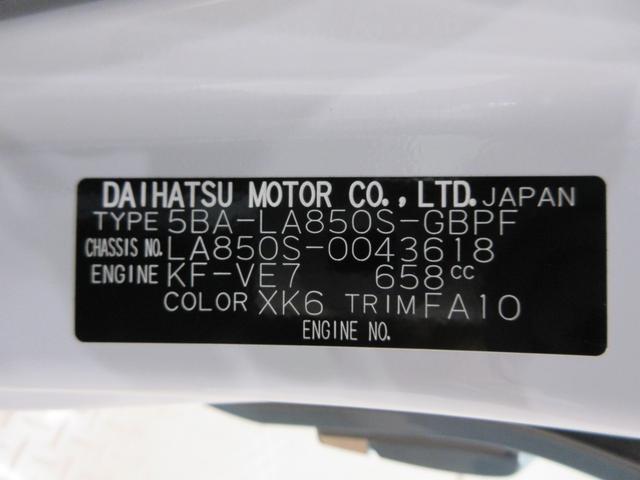 DAIHATSU MOTOR CO., LTD. JAPAN
TYPE 5BA-LA850S-GBPF
CHASSIS NO. LA850S-0043618
ENGINE KF-VE7 658cc
COLOR XK6 TRIM FA10
ENGINE NO.